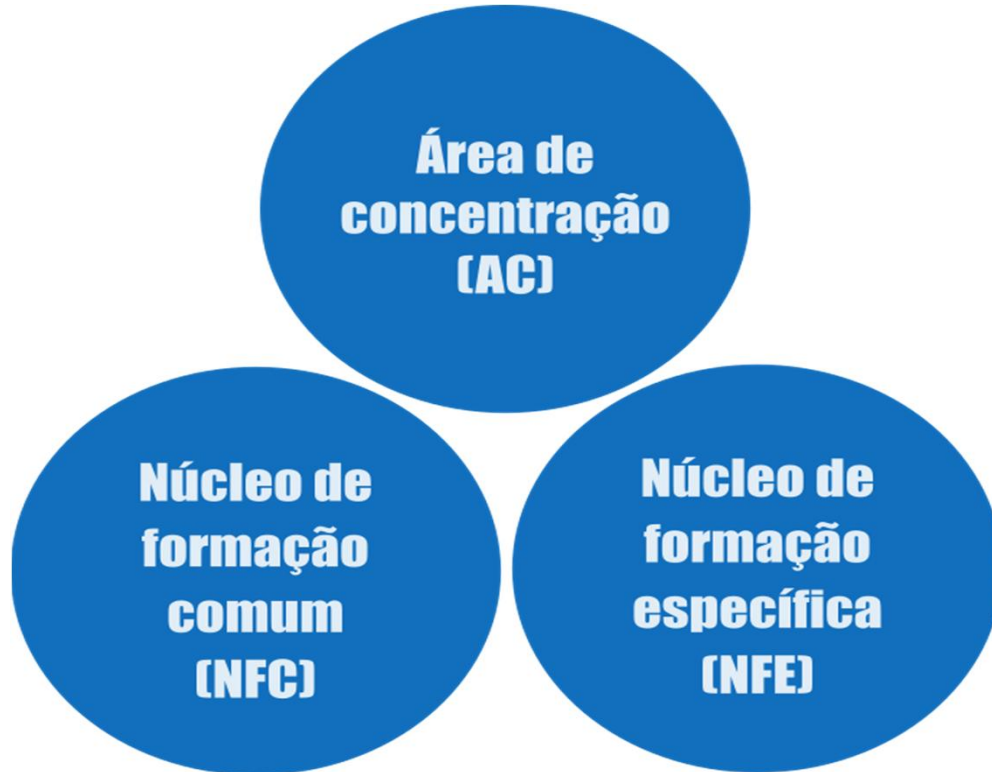 Área de
concentração
(AC)
Núcleo de
formação
comum
(NFC)
Núcleo de
formação
específica
(NFE)